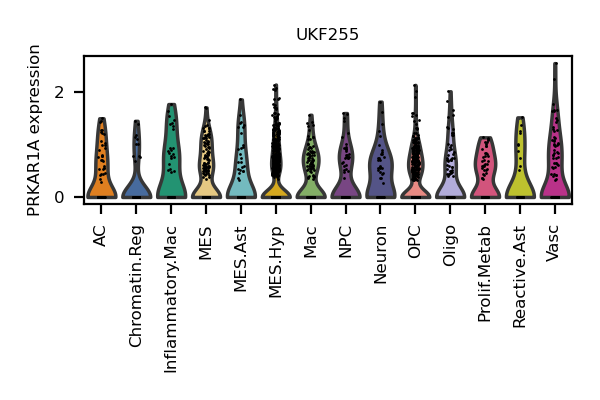 UKF255
PRKAR1A expression
2
0
AC
Chromatin.Reg
Inflammatory.Mac
MES
MES.Ast
MES.Hyp
Mac
NPC
Neuron
OPC
Oligo
Prolif.Metab
Reactive.Ast
Vasc